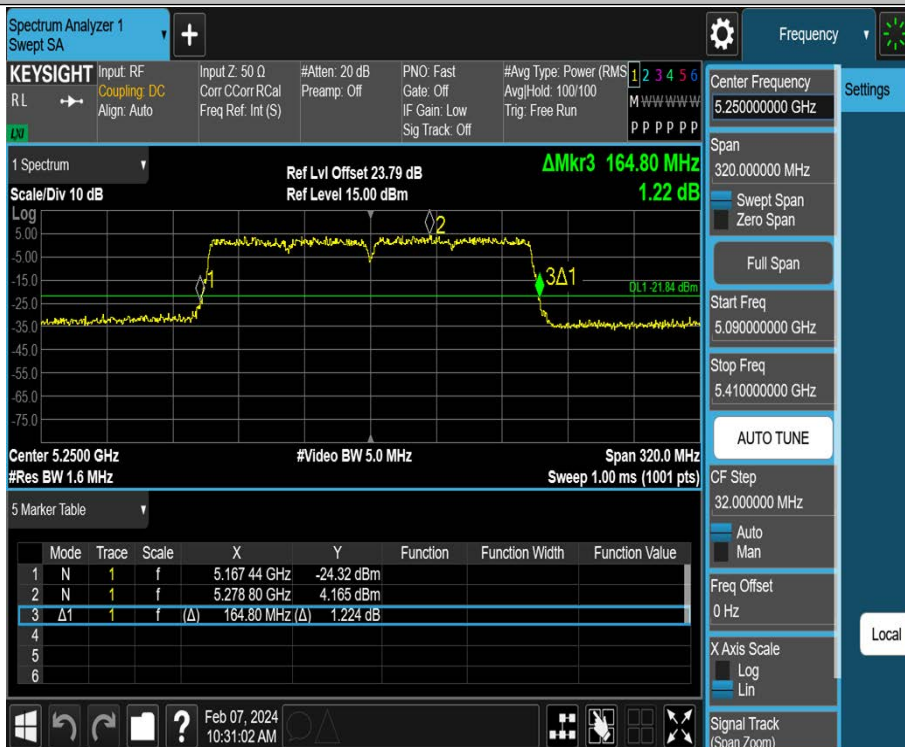 Spectrum Analyzer 1
Swept SA
+
Frequency
KEYSIGHT
RL
LXI
Input: RF
Coupling: DC
Align: Auto
Input Z: 50 Ω
Corr CCorr RCal
Freq Ref: Int (S)
#Atten: 20 dB
Preamp: Off
PNO: Fast
Gate: Off
IF Gain: Low
Sig Track: Off
#Avg Type: Power (RMS
Avg|Hold: 100/100
Trig: Free Run
1 2 3 4 5 6
M W W W W W
P P P P P P
1 Spectrum
Scale/Div 10 dB
Ref Lvl Offset 23.79 dB
Ref Level 15.00 dBm
ΔMkr3 164.80 MHz
1.22 dB
Log
5.00
-5.00
-15.0
-25.0
-35.0
-45.0
-55.0
-65.0
-75.0
1
2
3Δ1
DL1 -21.84 dBm
Center 5.2500 GHz
#Video BW 5.0 MHz
Span 320.0 MHz
#Res BW 1.6 MHz
Sweep 1.00 ms (1001 pts)
5 Marker Table
Mode Trace Scale X Y Function Function Width Function Value
1 N 1 f 5.167 44 GHz -24.32 dBm
2 N 1 f 5.278 80 GHz 4.165 dBm
3 Δ1 1 f (Δ) 164.80 MHz (Δ) 1.224 dB
4
5
6
?
Feb 07, 2024
10:31:02 AM
Center Frequency
5.250000000 GHz
Settings
Span
320.000000 MHz
Swept Span
Zero Span
Full Span
Start Freq
5.090000000 GHz
Stop Freq
5.410000000 GHz
AUTO TUNE
CF Step
32.000000 MHz
Auto
Man
Freq Offset
0 Hz
Local
X Axis Scale
Log
Lin
Signal Track
(Span Zoom)